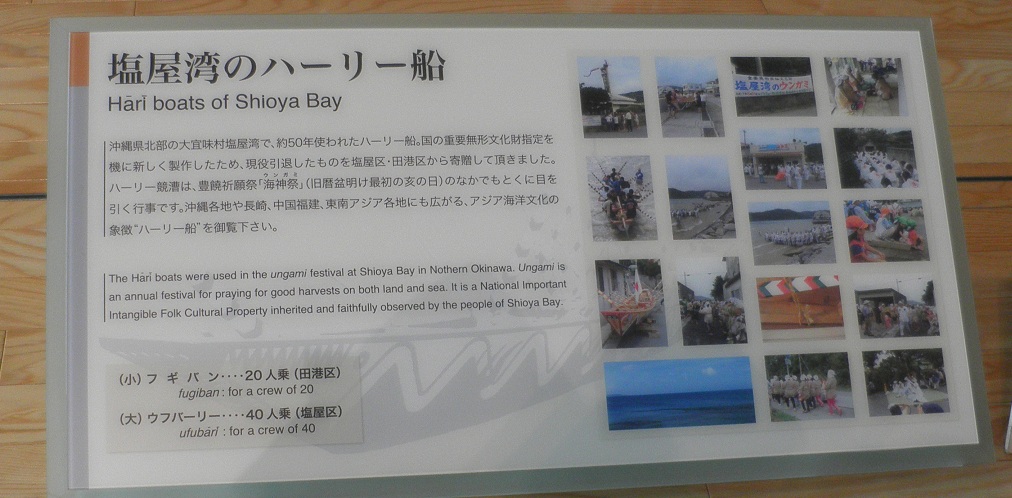 塩屋湾のハーリー船
Hārī boats of Shioya Bay
沖縄県北部の大宜味村塩屋湾で、約50年使われたハーリー船。国の重要無形文化財指定を
機に新しく製作したため、現役引退したものを塩屋区・田港区から寄贈して頂きました。
ハーリー競漕は、豊饒祈願祭「海神祭」(旧暦盆明け最初の亥の日)のなかでもとくに目を
ウンガミ
引く行事です。沖縄各地や長崎、中国福建、東南アジア各地にも広がる、アジア海洋文化の
象徴“ハーリー船”を御覧下さい。
The Hārī boats were used in the ungami festival at Shioya Bay in Nothern Okinawa. Ungami is
an annual festival for praying for good harvests on both land and sea. It is a National Important
Intangible Folk Cultural Property inherited and faithfully observed by the people of Shioya Bay.
(小)フギバン‥‥20人乗(田港区)
fugiban : for a crew of 20
(大)ウフバーリー‥‥40人乗(塩屋区)
ufubārī : for a crew of 40
塩屋湾のウンガミ